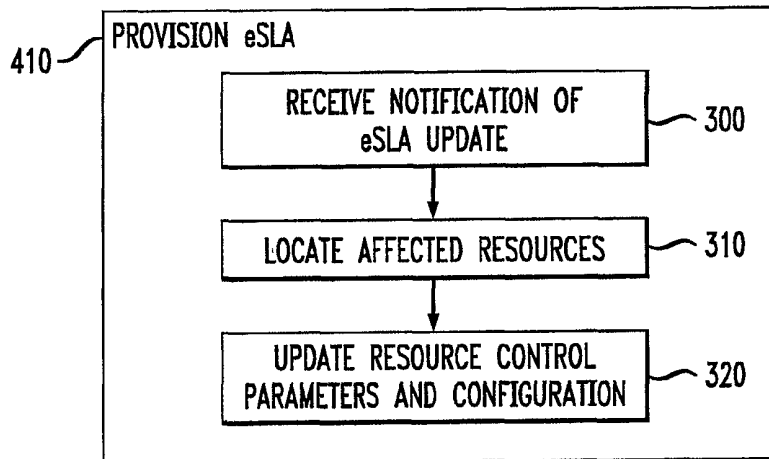 410
PROVISION eSLA
RECEIVE NOTIFICATION OF
eSLA UPDATE
300
LOCATE AFFECTED RESOURCES
310
UPDATE RESOURCE CONTROL
PARAMETERS AND CONFIGURATION
320